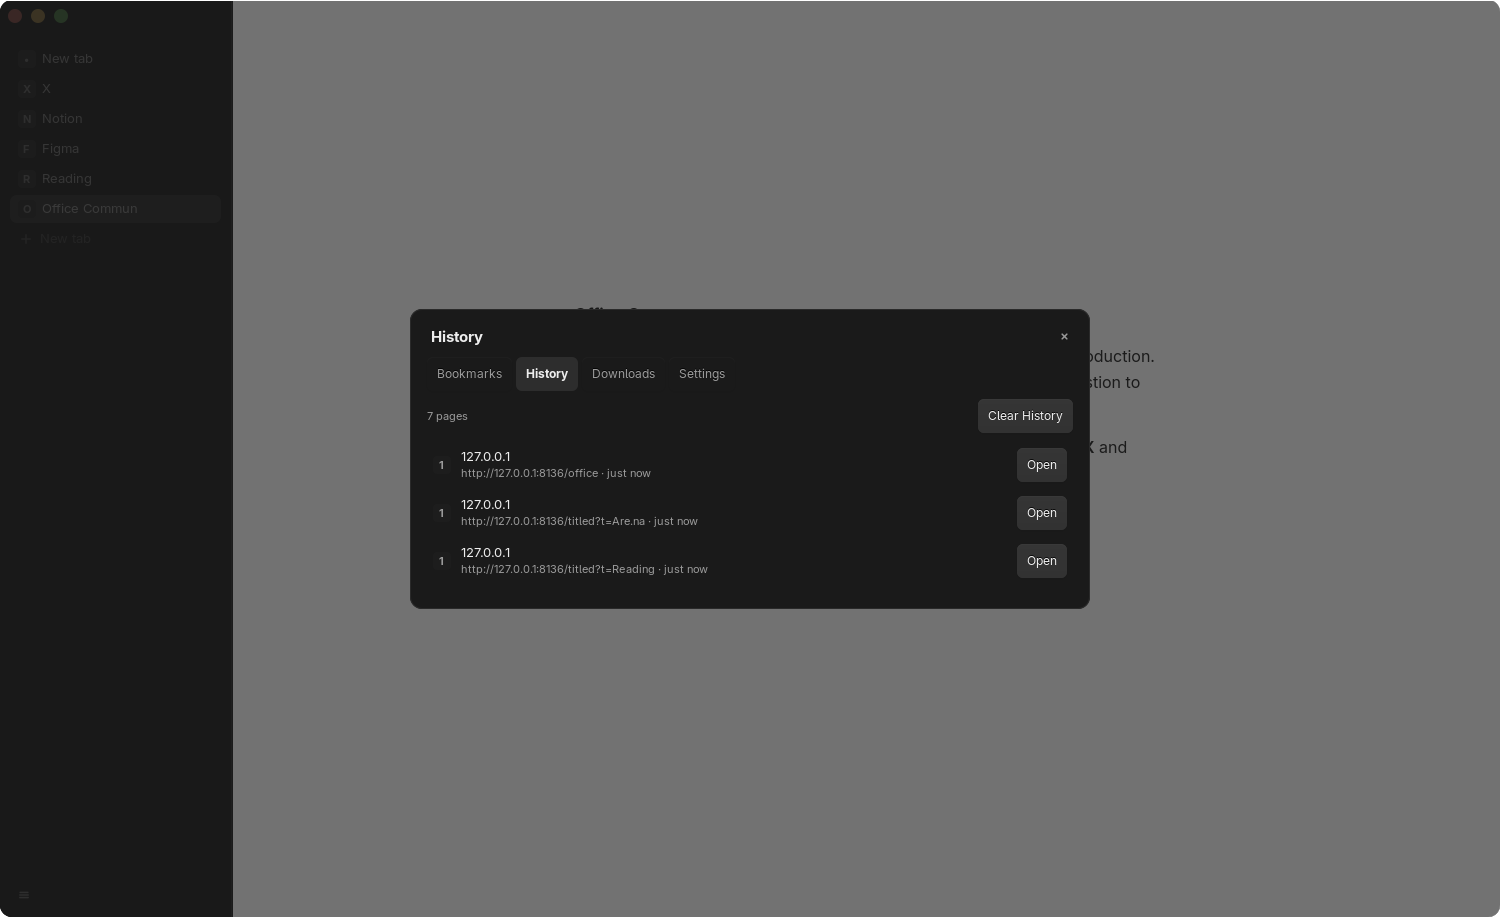 New tab
X X
N Notion
F Figma
R Reading
O Office Commun
+ New tab
oduction.
stion to
X and
History ×
Bookmarks History Downloads Settings
7 pages Clear History
1 127.0.0.1 Open
http://127.0.0.1:8136/office · just now
1 127.0.0.1 Open
http://127.0.0.1:8136/titled?t=Are.na · just now
1 127.0.0.1 Open
http://127.0.0.1:8136/titled?t=Reading · just now